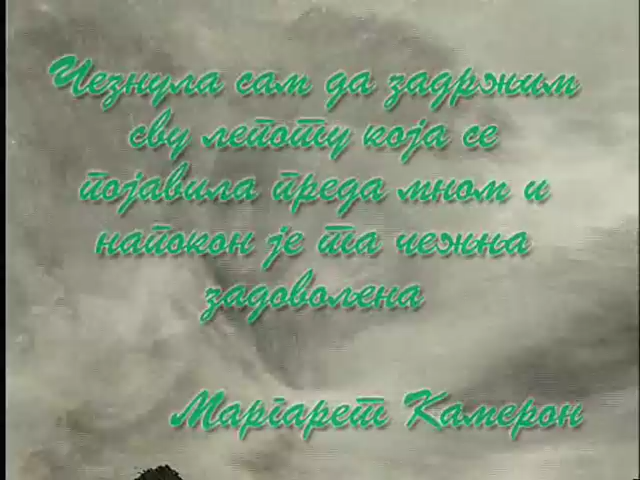 Чезнула сам да задржим
сву лепоту која се
појавила преда мном и
напокон је та чежња
задовољена
Маргарет Камерон